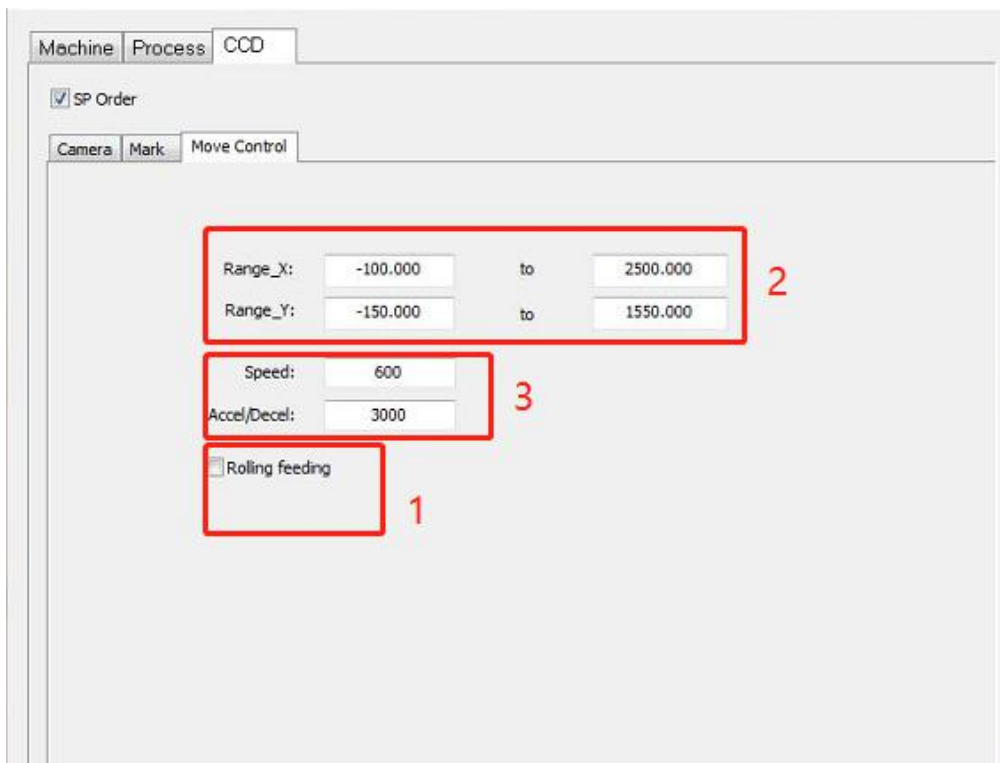 Machine Process CCD
SP Order
Camera Mark Move Control
Range_X: -100.000 to 2500.000
2
Range_Y: -150.000 to 1550.000
Speed: 600
3
Accel/Decel: 3000
Rolling feeding
1